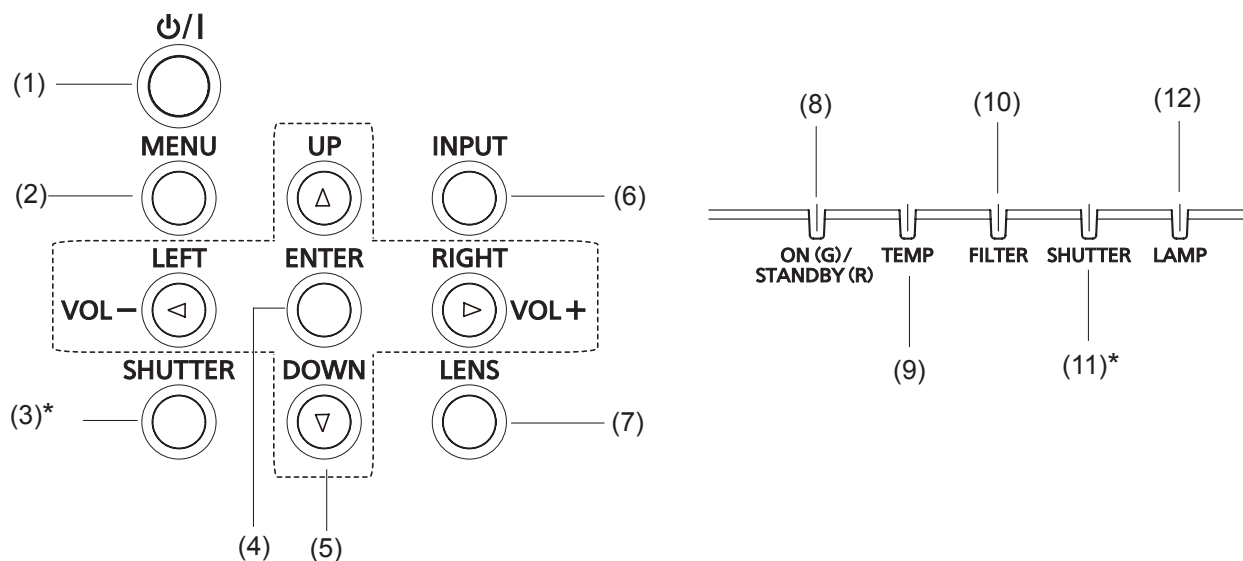 ⏻/I
(1)
MENU
UP
INPUT
(2)
(6)
LEFT
ENTER
RIGHT
VOL−
VOL+
SHUTTER
DOWN
LENS
(3)*
(7)
(4)
(5)
(8)
(10)
(12)
ON (G)/
STANDBY (R)
TEMP
FILTER
SHUTTER
LAMP
(9)
(11)*